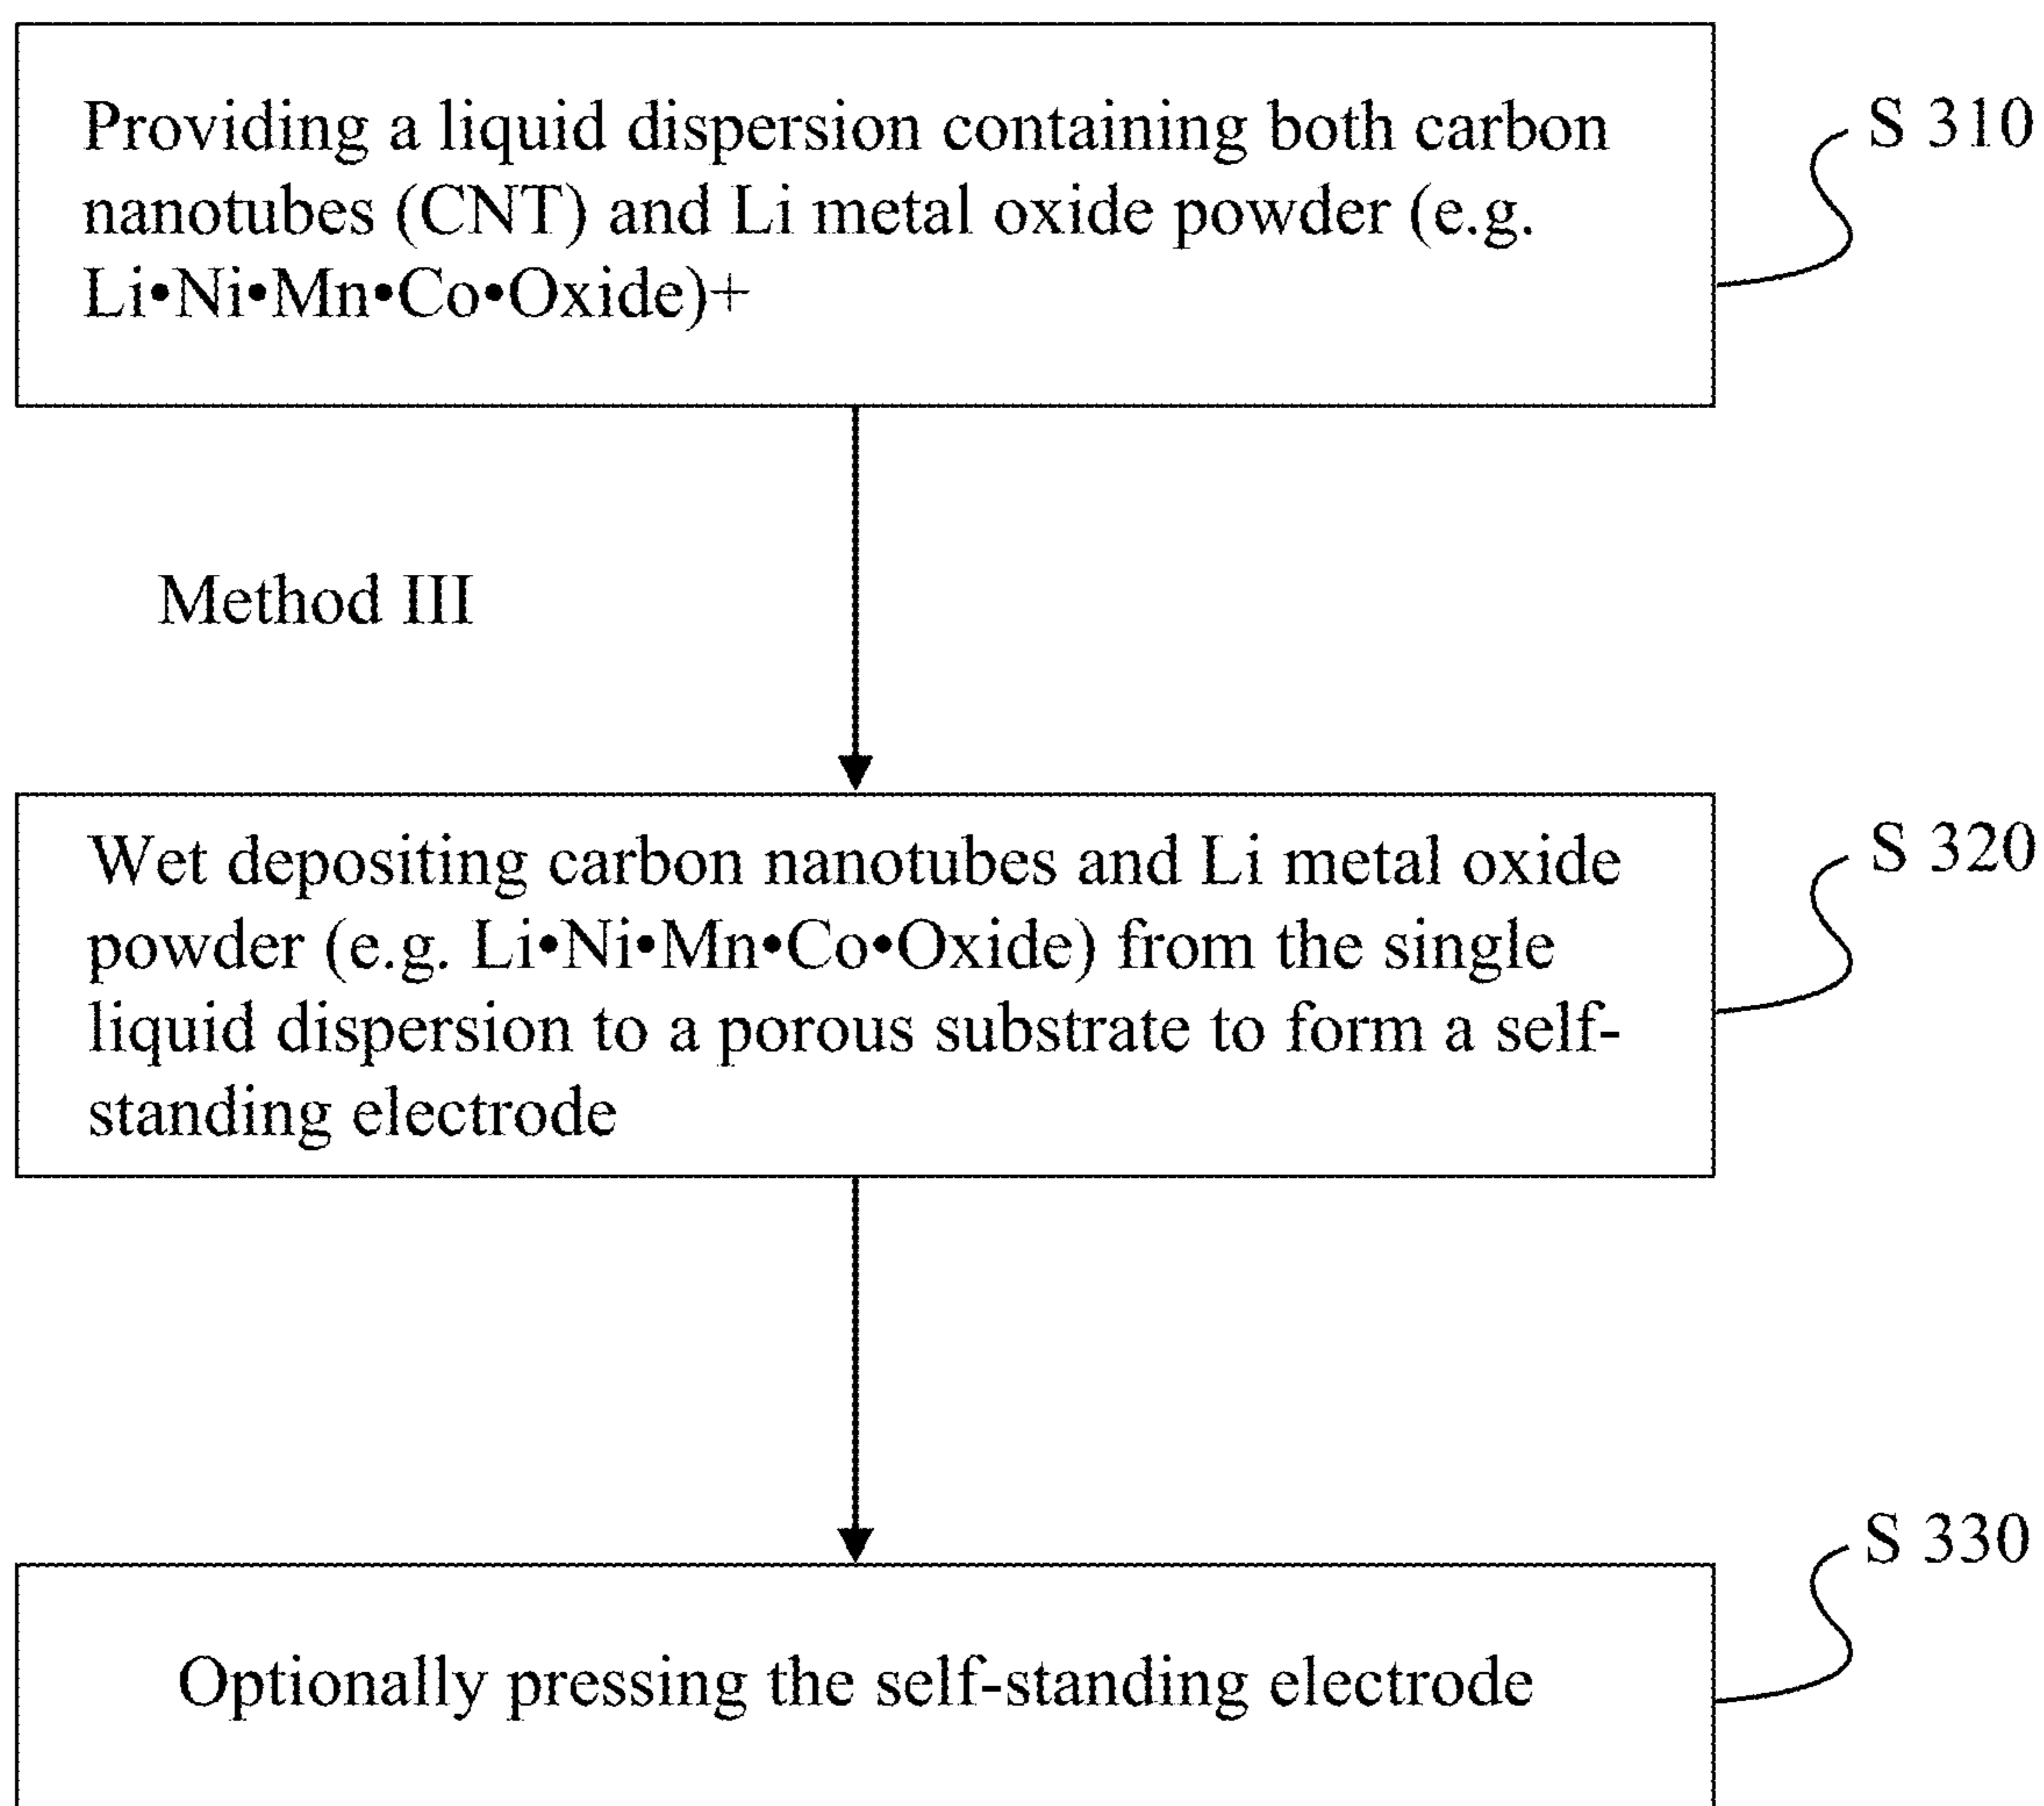 Providing a liquid dispersion containing both carbon
nanotubes (CNT) and Li metal oxide powder (e.g.
Li•Ni•Mn•Co•Oxide)+
S 310
Method III
Wet depositing carbon nanotubes and Li metal oxide
powder (e.g. Li•Ni•Mn•Co•Oxide) from the single
liquid dispersion to a porous substrate to form a self-
standing electrode
S 320
Optionally pressing the self-standing electrode
S 330